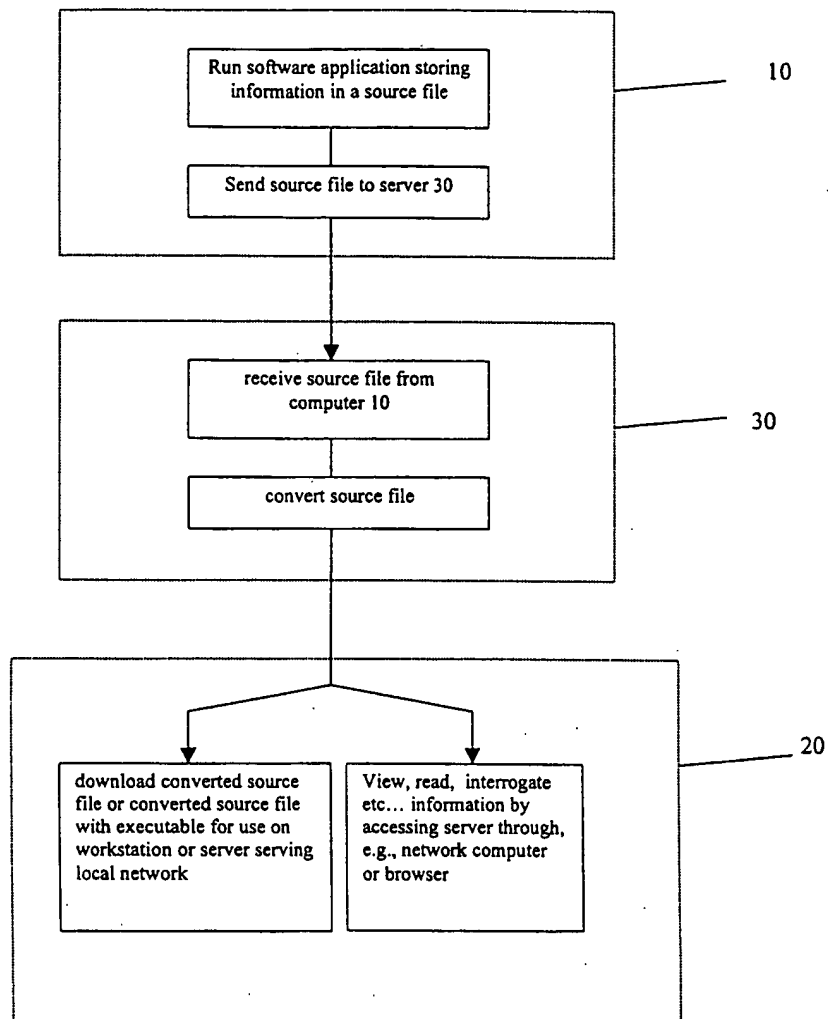 Run software application storing
information in a source file
10
Send source file to server 30
receive source file from
computer 10
30
convert source file
20
download converted source
file or converted source file
with executable for use on
workstation or server serving
local network
View, read, interrogate
etc... information by
accessing server through,
e.g., network computer
or browser